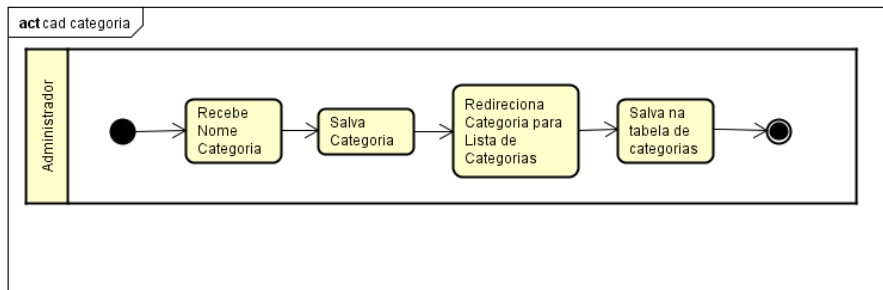 act cad categoria
Administrador
Recebe
Nome
Categoria
Salva
Categoria
Redireciona
Categoria para
Lista de
Categorias
Salva na
tabela de
categorias